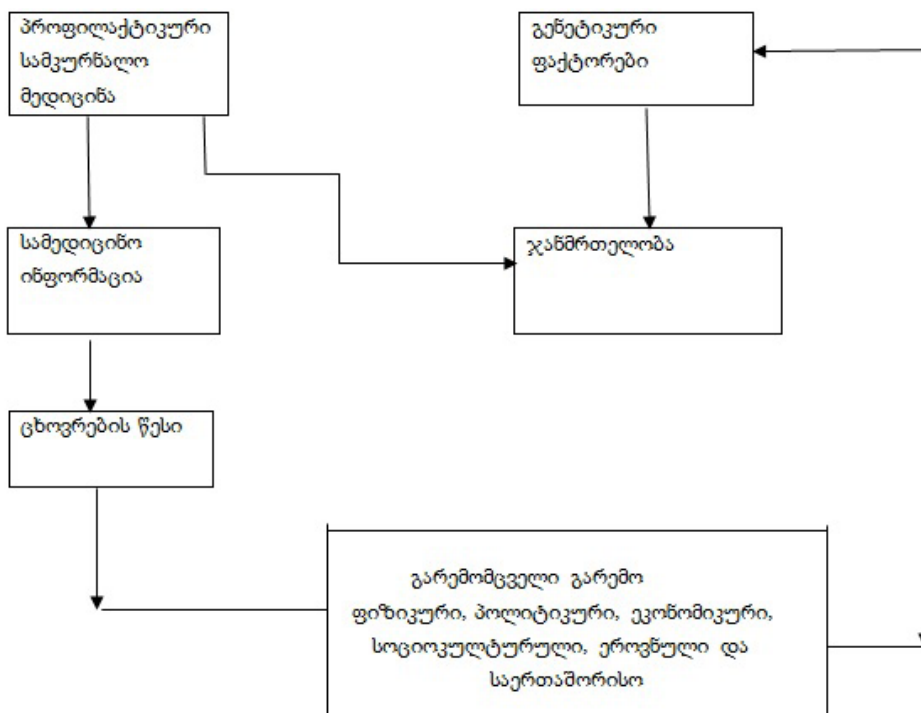 პროფილაქტიკური
სამკურნალო
მედიცინა
გენეტიკური
ფაქტორები
სამედიცინო
ინფორმაცია
ჯანმრთელობა
ცხოვრების წესი
გარემომცველი გარემო
ფიზიკური, პოლიტიკური, ეკონომიკური,
სოციოკულტურული, ეროვნული და
საერთაშორისო